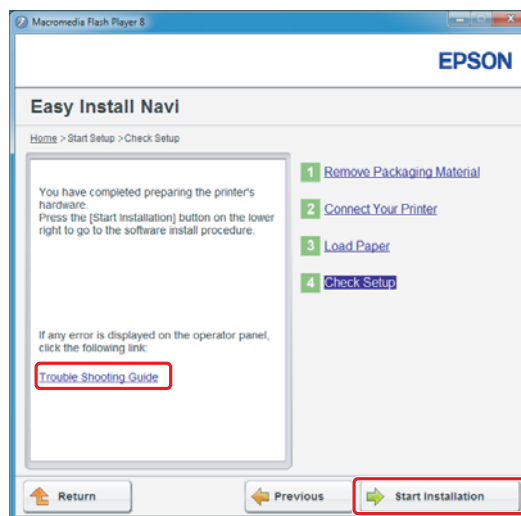 Macromedia Flash Player 8
EPSON
Easy Install Navi
Home > Start Setup >Check Setup
You have completed preparing the printer's
hardware.
Press the [Start Installation] button on the lower
right to go to the software install procedure.
If any error is displayed on the operator panel,
click the following link:
Trouble Shooting Guide
1 Remove Packaging Material
2 Connect Your Printer
3 Load Paper
4 Check Setup
Return
Previous
Start Installation